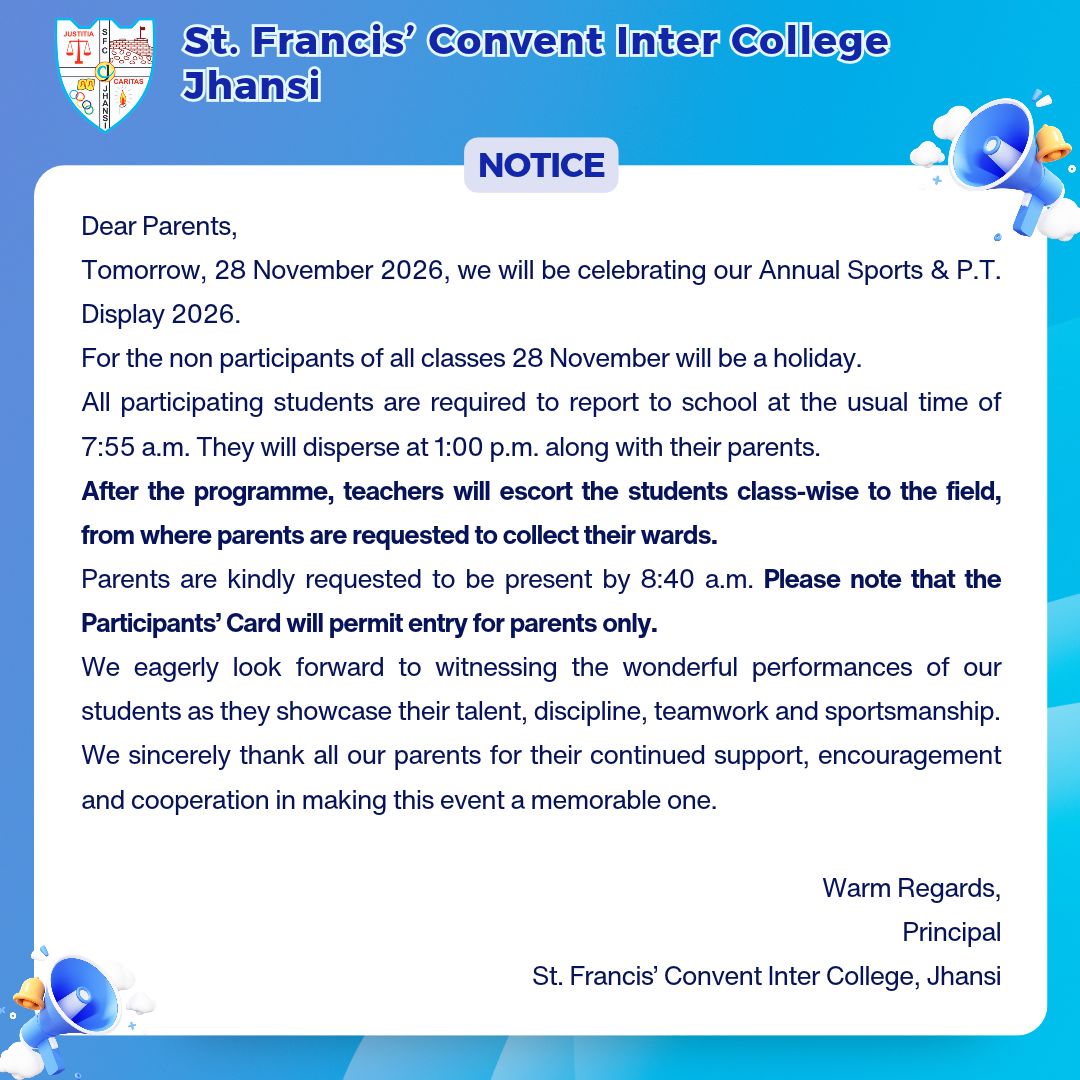 JUSTITIA
SFC
JHANSI
CARITAS
St. Francis’ Convent Inter College
Jhansi
NOTICE
Dear Parents,
Tomorrow, 28 November 2026, we will be celebrating our Annual Sports & P.T.
Display 2026.
For the non participants of all classes 28 November will be a holiday.
All participating students are required to report to school at the usual time of
7:55 a.m. They will disperse at 1:00 p.m. along with their parents.
After the programme, teachers will escort the students class-wise to the field,
from where parents are requested to collect their wards.
Parents are kindly requested to be present by 8:40 a.m. Please note that the
Participants’ Card will permit entry for parents only.
We eagerly look forward to witnessing the wonderful performances of our
students as they showcase their talent, discipline, teamwork and sportsmanship.
We sincerely thank all our parents for their continued support, encouragement
and cooperation in making this event a memorable one.
Warm Regards,
Principal
St. Francis’ Convent Inter College, Jhansi